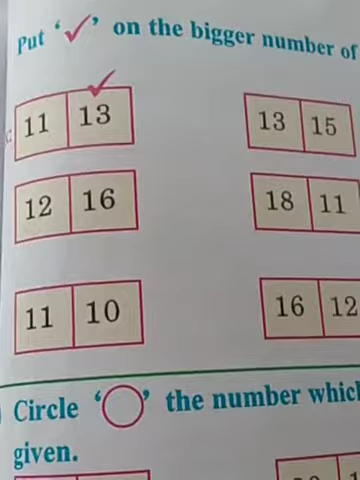 Put ‘✓’ on the bigger number of
11 13 13 15
12 16 18 11
11 10 16 12
Circle ‘◯’ the number which
given.